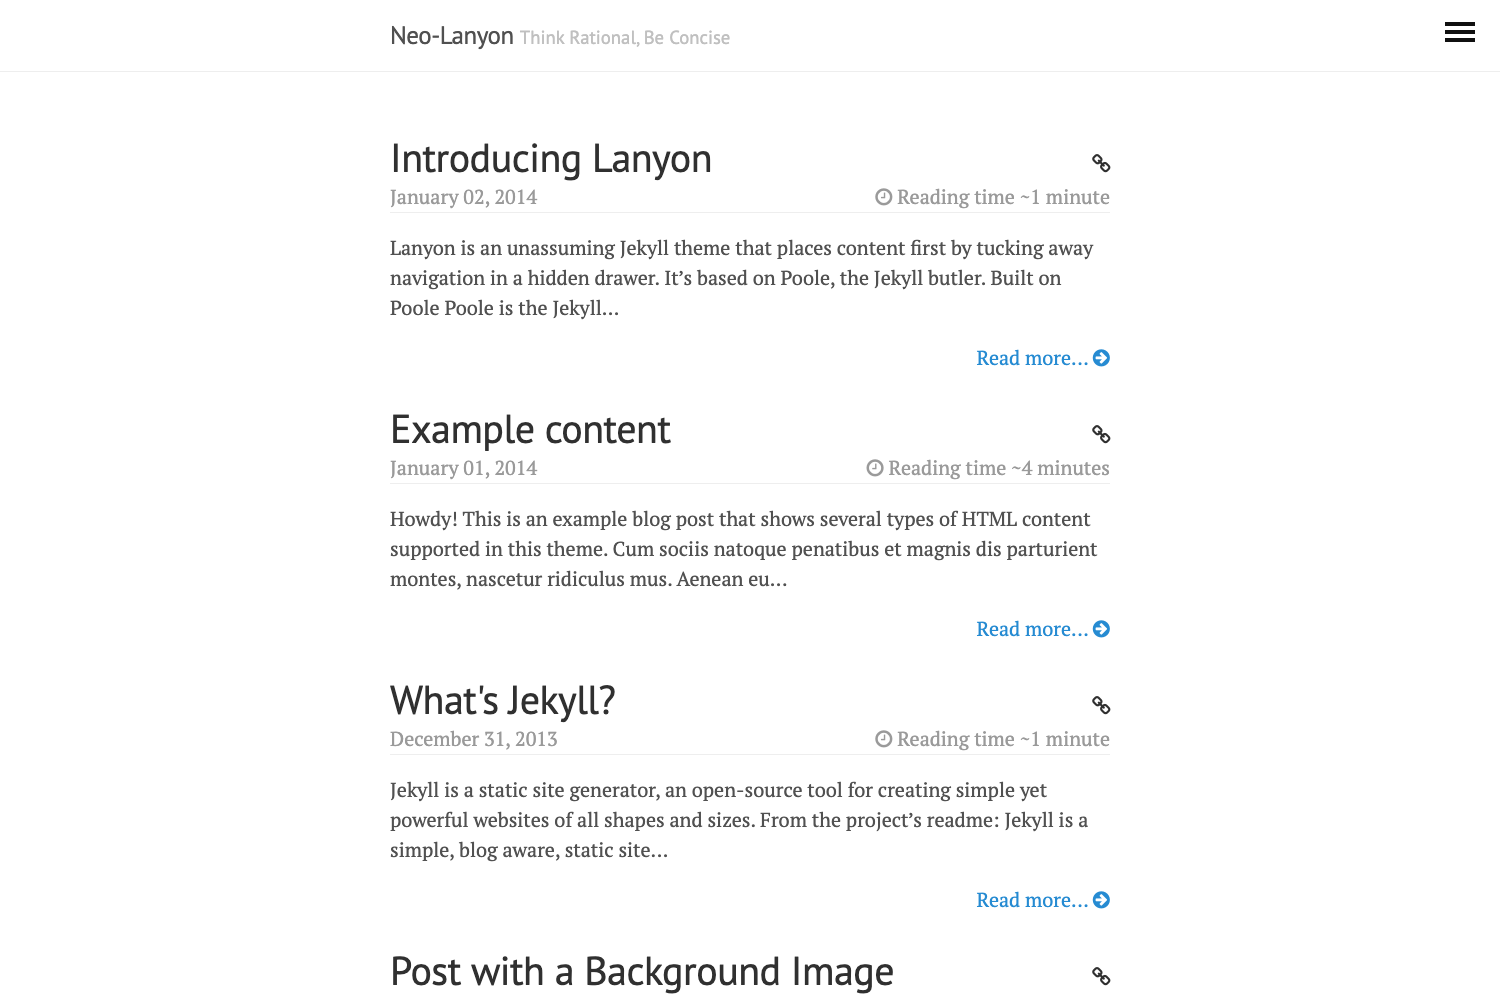 Neo-Lanyon Think Rational, Be Concise
Introducing Lanyon
January 02, 2014 Reading time ~1 minute
Lanyon is an unassuming Jekyll theme that places content first by tucking away
navigation in a hidden drawer. It’s based on Poole, the Jekyll butler. Built on
Poole Poole is the Jekyll...
Read more...
Example content
January 01, 2014 Reading time ~4 minutes
Howdy! This is an example blog post that shows several types of HTML content
supported in this theme. Cum sociis natoque penatibus et magnis dis parturient
montes, nascetur ridiculus mus. Aenean eu...
Read more...
What's Jekyll?
December 31, 2013 Reading time ~1 minute
Jekyll is a static site generator, an open-source tool for creating simple yet
powerful websites of all shapes and sizes. From the project’s readme: Jekyll is a
simple, blog aware, static site...
Read more...
Post with a Background Image